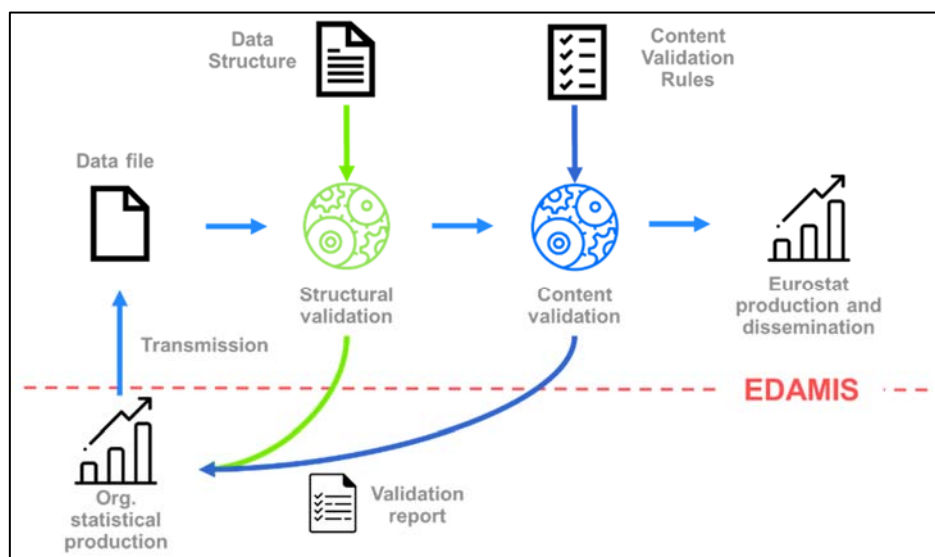 Data
Structure
Content
Validation
Rules
Data file
Structural
validation
Content
validation
Eurostat
production and
dissemination
Transmission
EDAMIS
Org.
statistical
production
Validation
report